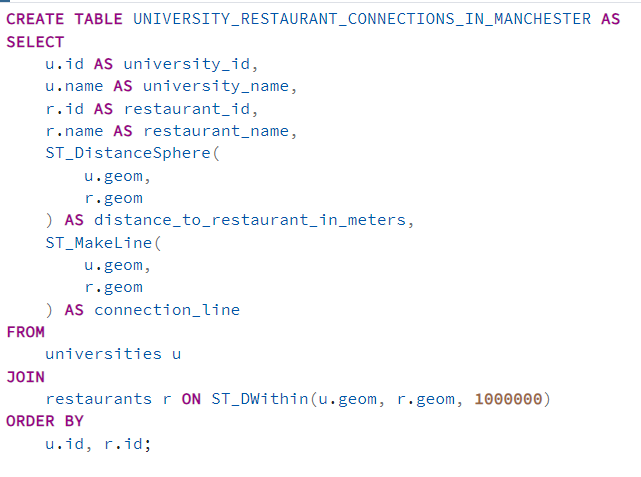 CREATE TABLE UNIVERSITY_RESTAURANT_CONNECTIONS_IN_MANCHESTER AS
SELECT
    u.id AS university_id,
    u.name AS university_name,
    r.id AS restaurant_id,
    r.name AS restaurant_name,
    ST_DistanceSphere(
        u.geom,
        r.geom
    ) AS distance_to_restaurant_in_meters,
    ST_MakeLine(
        u.geom,
        r.geom
    ) AS connection_line
FROM
    universities u
JOIN
    restaurants r ON ST_DWithin(u.geom, r.geom, 1000000)
ORDER BY
    u.id, r.id;